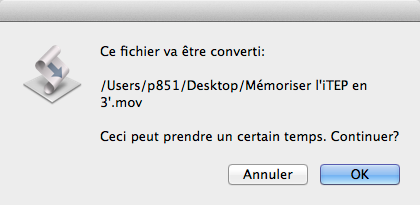 Ce fichier va être converti:
/Users/p851/Desktop/Mémoriser l'iTEP en
3'.mov
Ceci peut prendre un certain temps. Continuer?
Annuler
OK